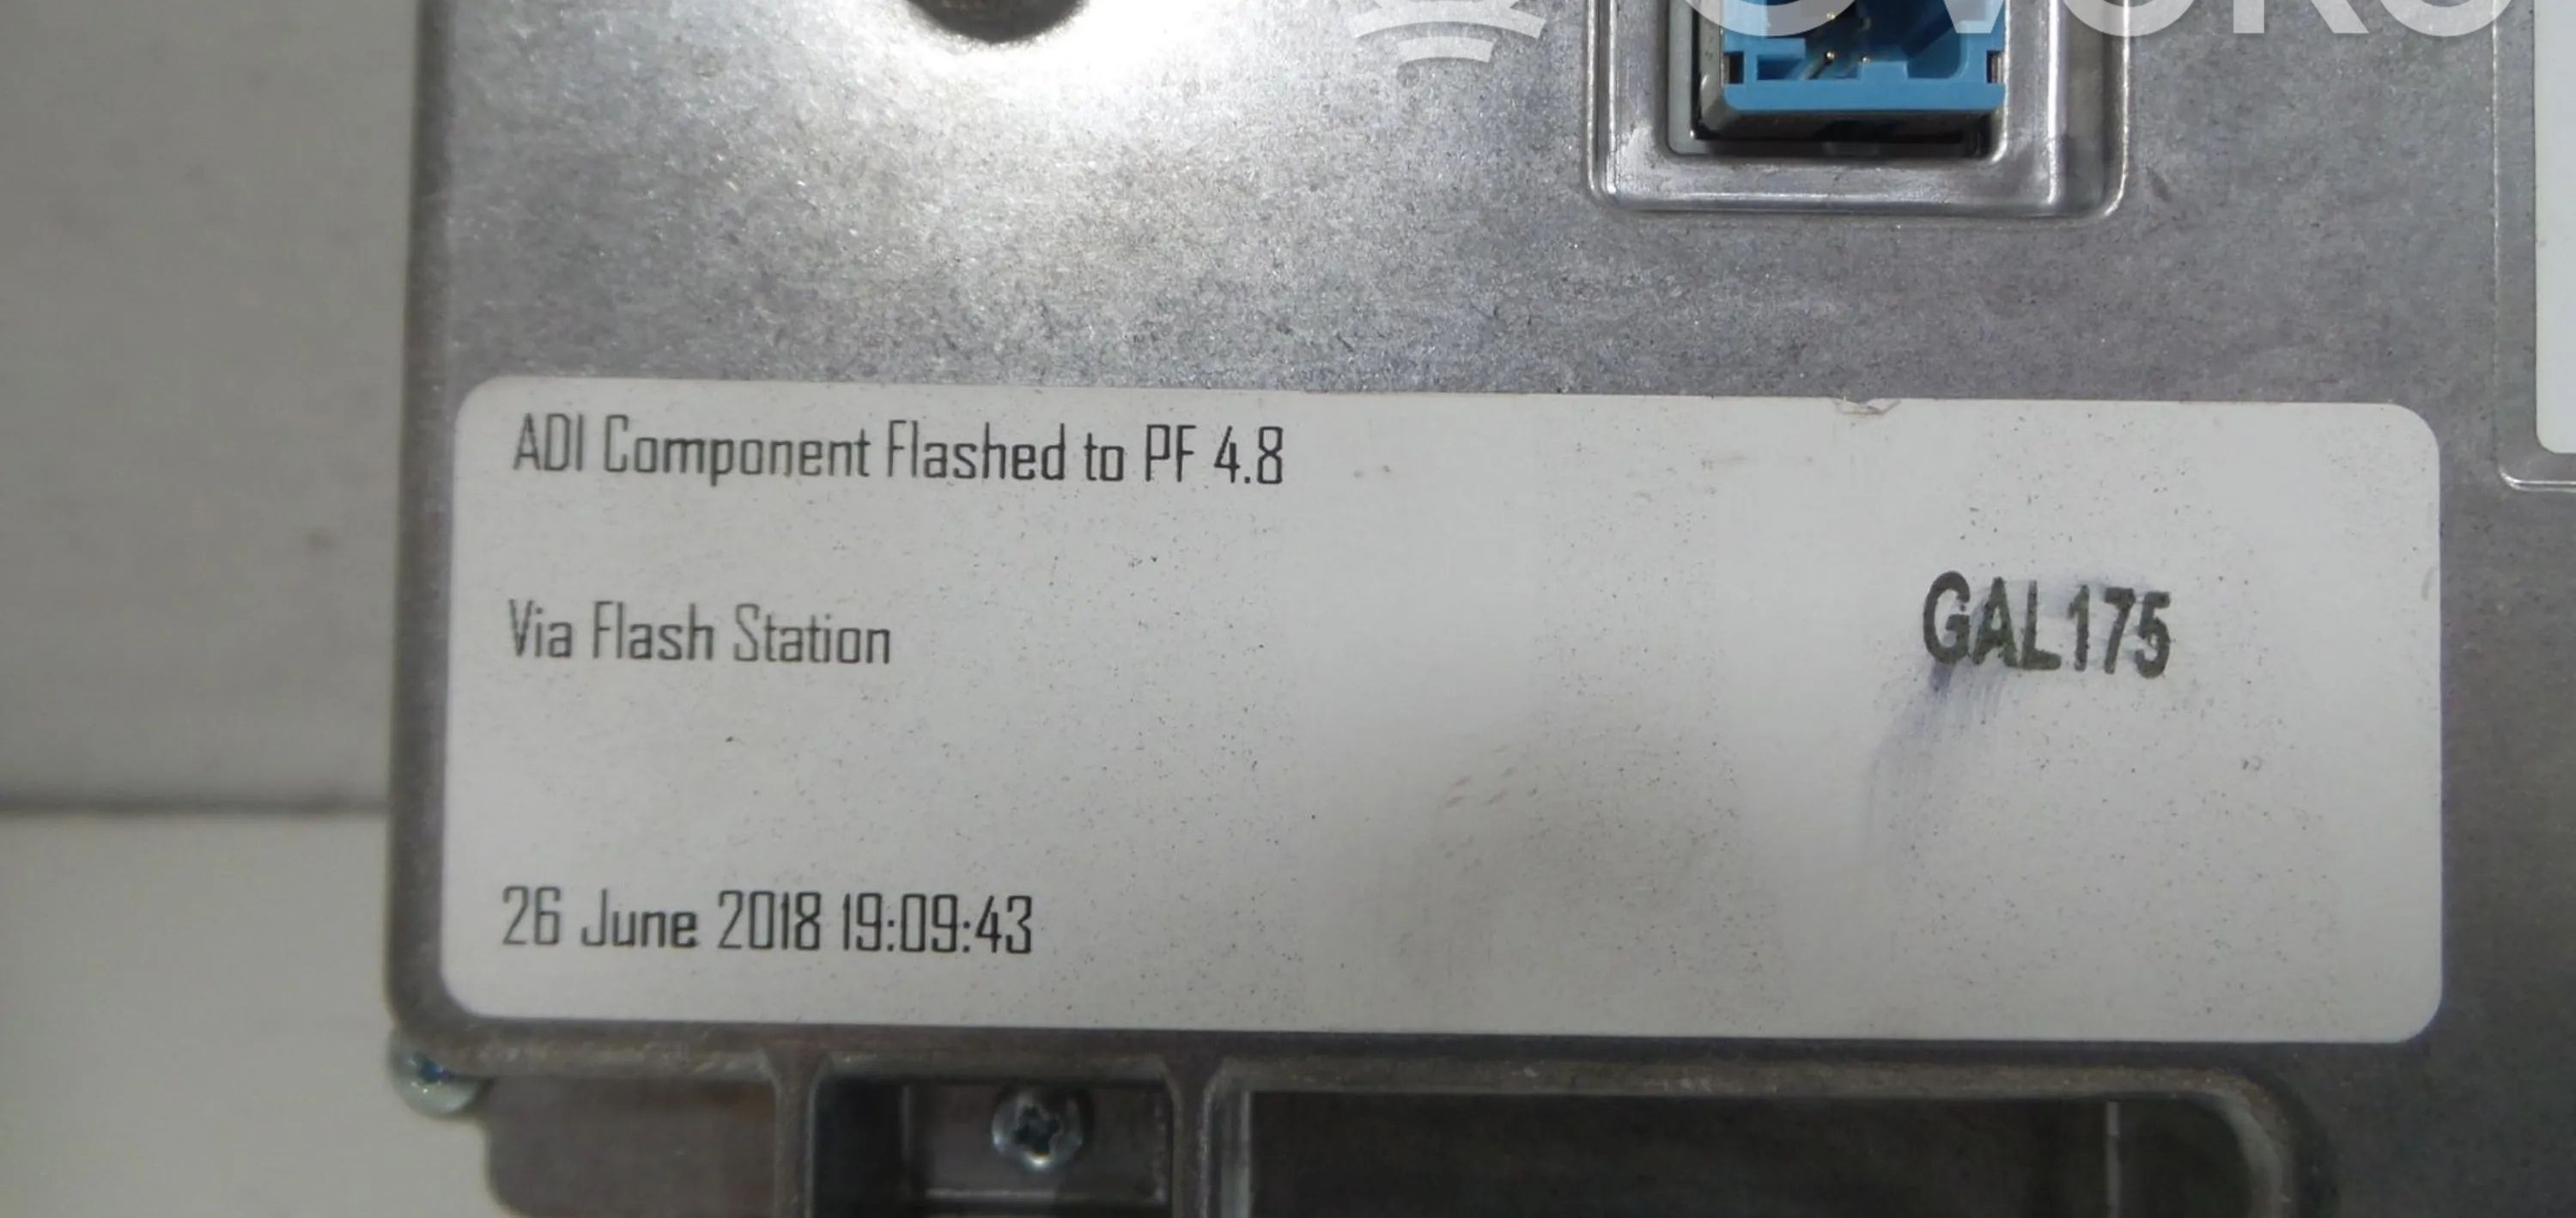 ADI Component Flashed to PF 4.8
Via Flash Station
GAL175
26 June 2018 19:09:43